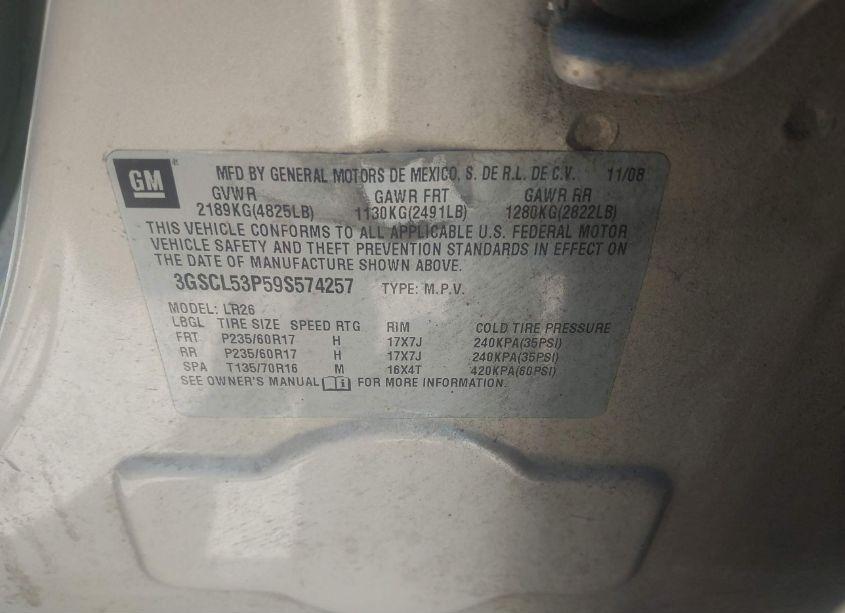 GM
MFD BY GENERAL MOTORS DE MEXICO, S. DE R.L. DE C.V. 11/08
GVWR GAWR FRT GAWR RR
2189KG(4825LB) 1130KG(2491LB) 1280KG(2822LB)
THIS VEHICLE CONFORMS TO ALL APPLICABLE U.S. FEDERAL MOTOR
VEHICLE SAFETY AND THEFT PREVENTION STANDARDS IN EFFECT ON
THE DATE OF MANUFACTURE SHOWN ABOVE.
3GSCL53P59S574257 TYPE: M.P.V.
MODEL: LR26
LBGL TIRE SIZE SPEED RTG RIM COLD TIRE PRESSURE
FRT P235/60R17 H 17X7J 240KPA(35PSI)
RR P235/60R17 H 17X7J 240KPA(35PSI)
SPA T135/70R16 M 16X4T 420KPA(60PSI)
SEE OWNER'S MANUAL FOR MORE INFORMATION.